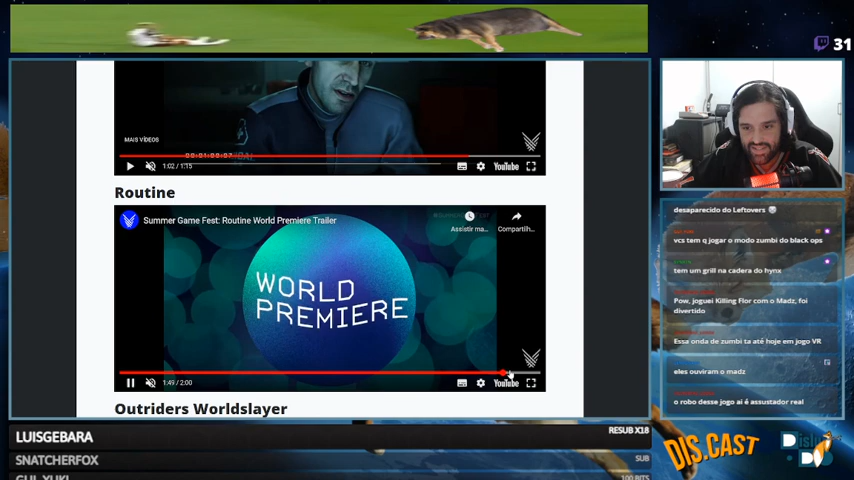 31
MAIS VÍDEOS
1:02 / 1:15
YouTube
Routine
Summer Game Fest: Routine World Premiere Trailer
Assistir ma...
Compartilh...
WORLD
PREMIERE
1:49 / 2:00
YouTube
Outriders Worldslayer
desaparecido do Leftovers
vcs tem q jogar o modo zumbi do black ops
tem um grill na cadera do hynx
Pow, joguei Killing Flor com o Madz, foi
divertido
Essa onda de zumbi ta até hoje em jogo VR
eles ouviram o madz
o robo desse jogo ai é assustador real
LUISGEBARA
RESUB X18
SNATCHERFOX
SUB
GUI_YUKI
100 BITS
DIS.CAST